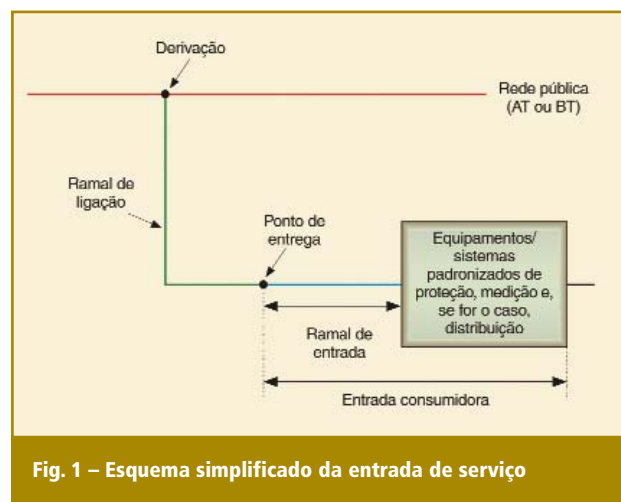 Derivação
Rede pública
(AT ou BT)
Ramal de
ligação
Ponto de
entrega
Equipamentos/
sistemas
padronizados de
proteção, medição e,
se for o caso,
distribuição
Ramal de
entrada
Entrada consumidora
Fig. 1 – Esquema simplificado da entrada de serviço